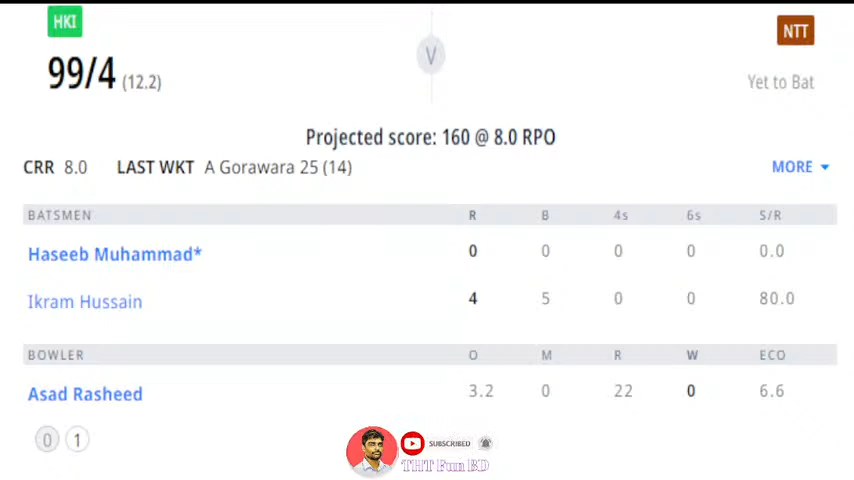 HKI
NTT
V
99/4 (12.2)
Yet to Bat
Projected score: 160 @ 8.0 RPO
CRR 8.0 LAST WKT A Gorawara 25 (14) MORE
BATSMEN R B 4s 6s S/R
Haseeb Muhammad* 0 0 0 0 0.0
Ikram Hussain 4 5 0 0 80.0
BOWLER O M R W ECO
Asad Rasheed 3.2 0 22 0 6.6
0 1
SUBSCRIBED
THT Fun BD